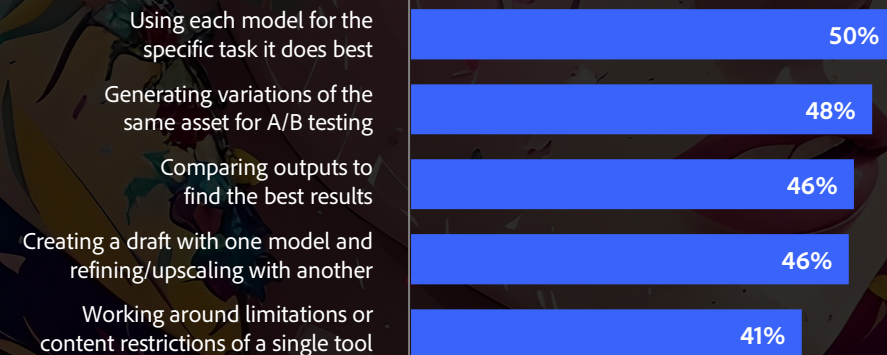 Using each model for the
specific task it does best
50%
Generating variations of the
same asset for A/B testing
48%
Comparing outputs to
find the best results
46%
Creating a draft with one model and
refining/upscaling with another
46%
Working around limitations or
content restrictions of a single tool
41%